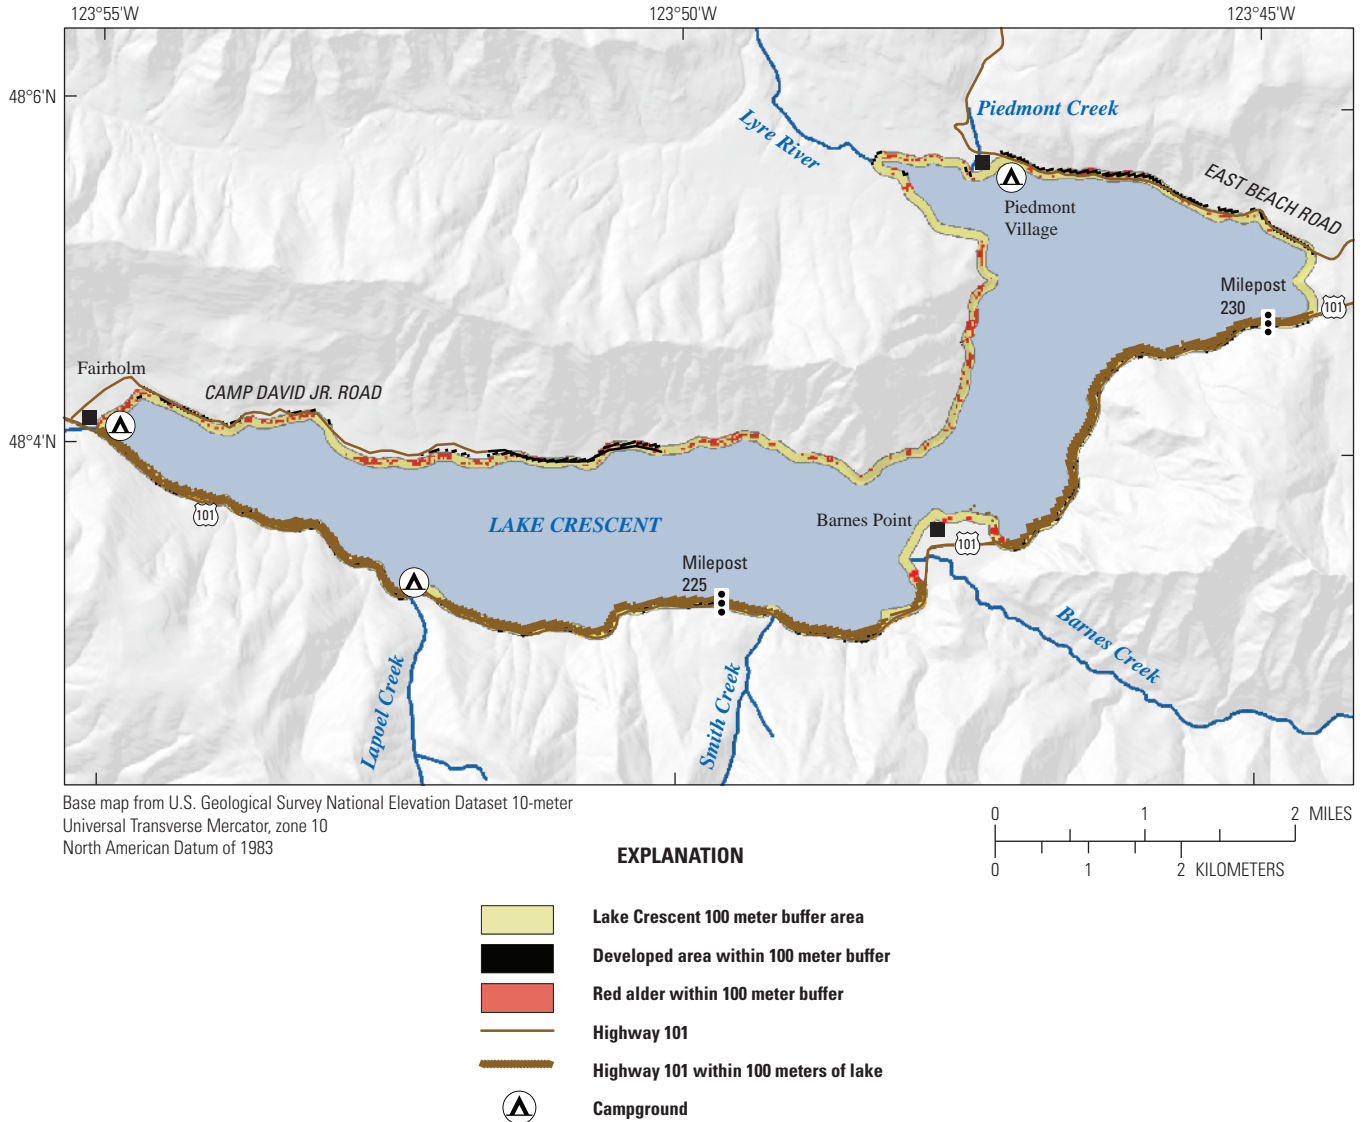 123°55'W
123°50'W
123°45'W
48°6'N
Lyre River
Piedmont Creek
EAST BEACH ROAD
Piedmont
Village
Milepost
230
101
Fairholm
CAMP DAVID JR. ROAD
48°4'N
101
LAKE CRESCENT
Barnes Point
101
Milepost
225
Barnes Creek
Lapoel Creek
Smith Creek
Base map from U.S. Geological Survey National Elevation Dataset 10-meter
Universal Transverse Mercator, zone 10
North American Datum of 1983
0 1 2 MILES
0 1 2 KILOMETERS
EXPLANATION
Lake Crescent 100 meter buffer area
Developed area within 100 meter buffer
Red alder within 100 meter buffer
Highway 101
Highway 101 within 100 meters of lake
Campground